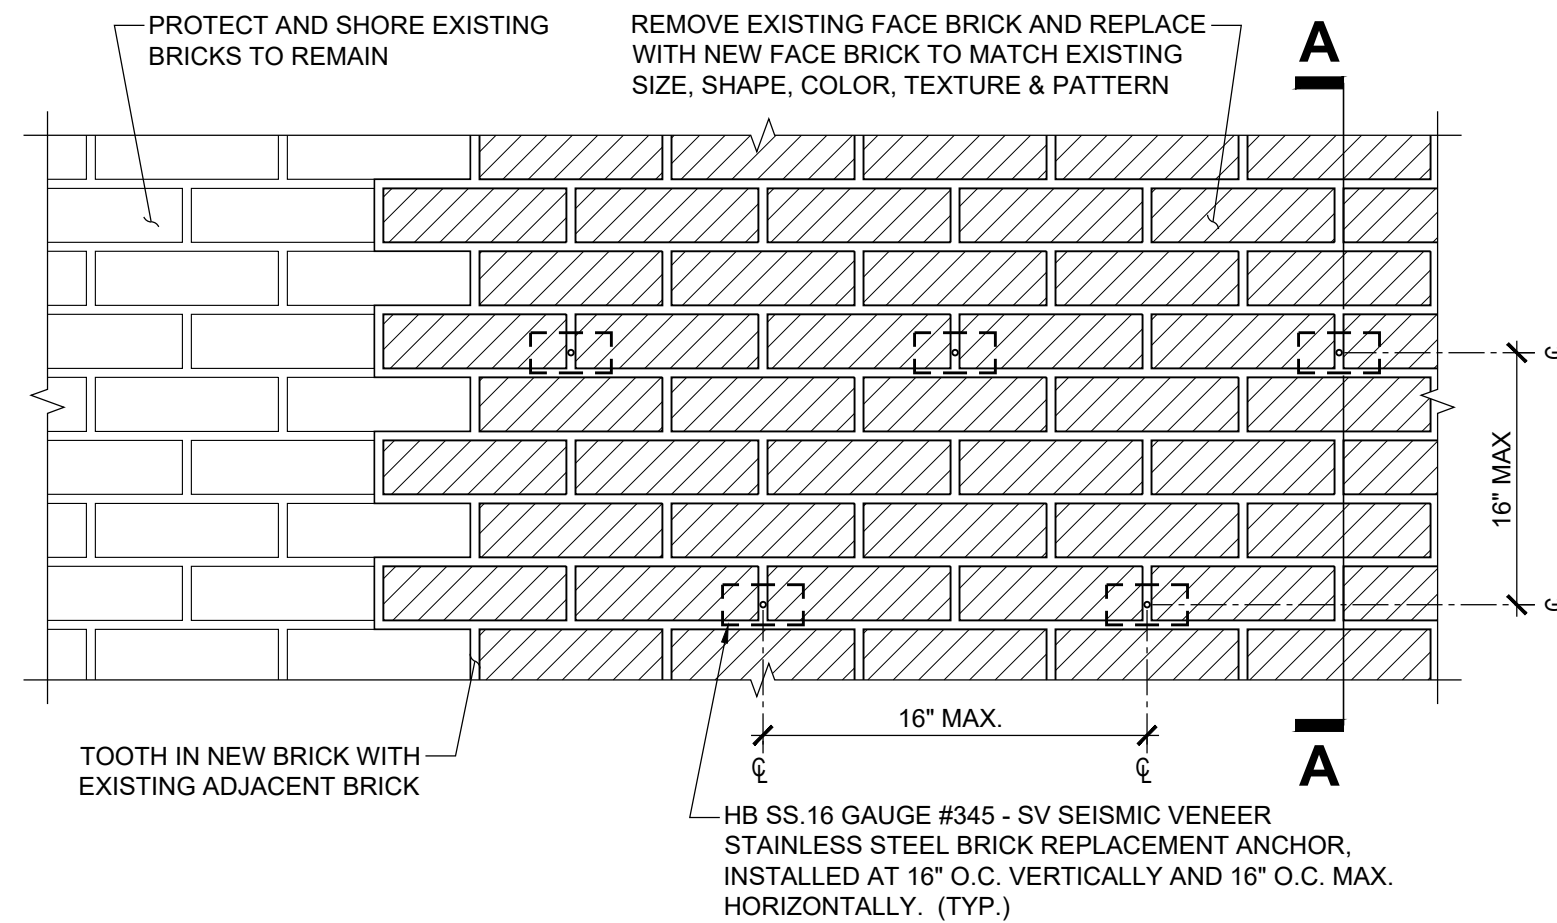 PROTECT AND SHORE EXISTING
BRICKS TO REMAIN
REMOVE EXISTING FACE BRICK AND REPLACE
WITH NEW FACE BRICK TO MATCH EXISTING
SIZE, SHAPE, COLOR, TEXTURE & PATTERN
A
16" MAX
16" MAX.
℄
℄
A
TOOTH IN NEW BRICK WITH
EXISTING ADJACENT BRICK
HB SS.16 GAUGE #345 - SV SEISMIC VENEER
STAINLESS STEEL BRICK REPLACEMENT ANCHOR,
INSTALLED AT 16" O.C. VERTICALLY AND 16" O.C. MAX.
HORIZONTALLY. (TYP.)